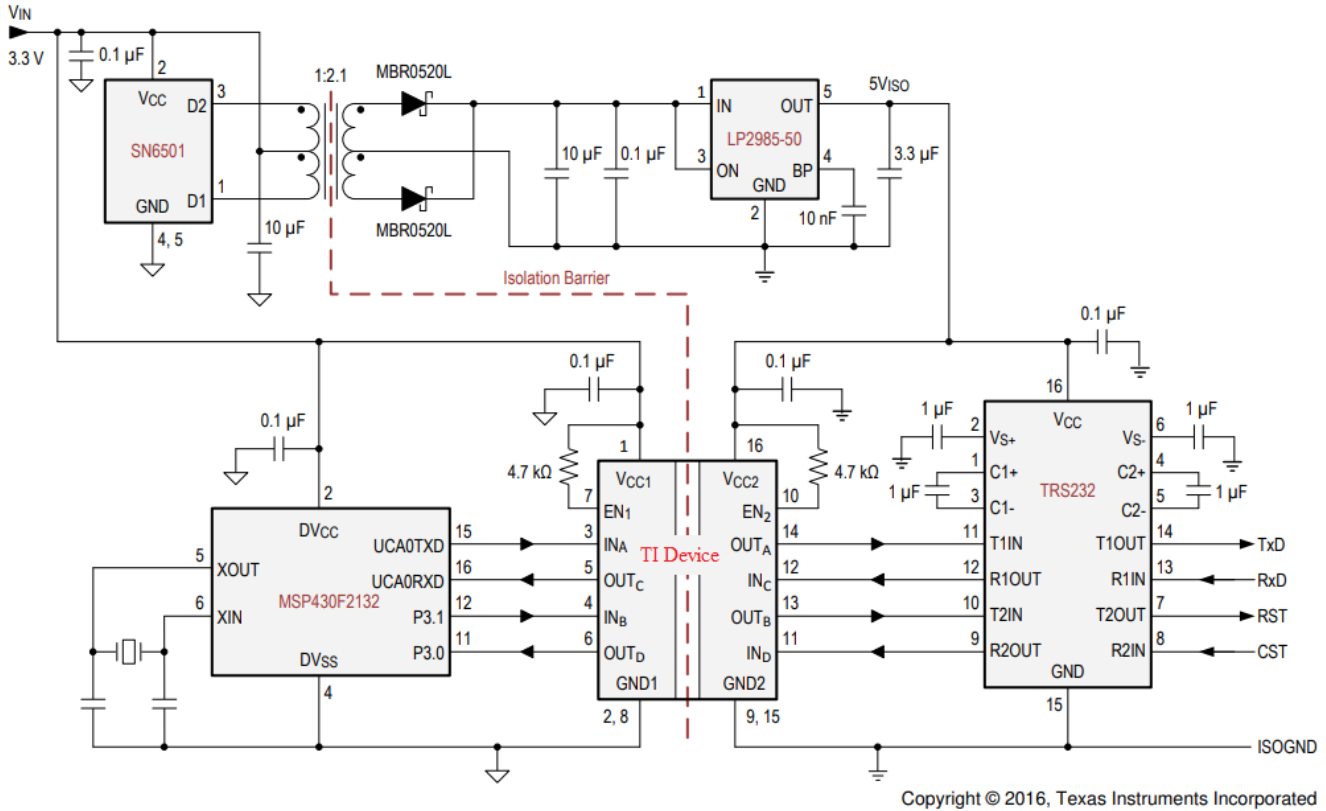 VIN
3.3 V
0.1 µF
2
VCC
D2
3
SN6501
D1
1
GND
4, 5
10 µF
1:2.1
MBR0520L
MBR0520L
10 µF
0.1 µF
1
IN
OUT
5
LP2985-50
3
ON
BP
4
GND
2
10 nF
5VISO
3.3 µF
Isolation Barrier
0.1 µF
2
DVCC
5
XOUT
6
XIN
MSP430F2132
UCA0TXD
15
UCA0RXD
16
P3.1
12
P3.0
11
DVSS
4
0.1 µF
4.7 kΩ
1
VCC1
7
EN1
3
INA
5
OUTC
4
INB
6
OUTD
GND1
2, 8
TI Device
0.1 µF
4.7 kΩ
16
VCC2
10
EN2
14
OUTA
12
INC
13
OUTB
11
IND
GND2
9, 15
0.1 µF
16
VCC
1 µF
2
VS+
1
C1+
1 µF
3
C1-
11
T1IN
12
R1OUT
10
T2IN
9
R2OUT
TRS232
VS-
6
1 µF
C2+
4
1 µF
C2-
5
T1OUT
14
TxD
R1IN
13
RxD
T2OUT
7
RST
R2IN
8
CST
GND
15
ISOGND
Copyright © 2016, Texas Instruments Incorporated